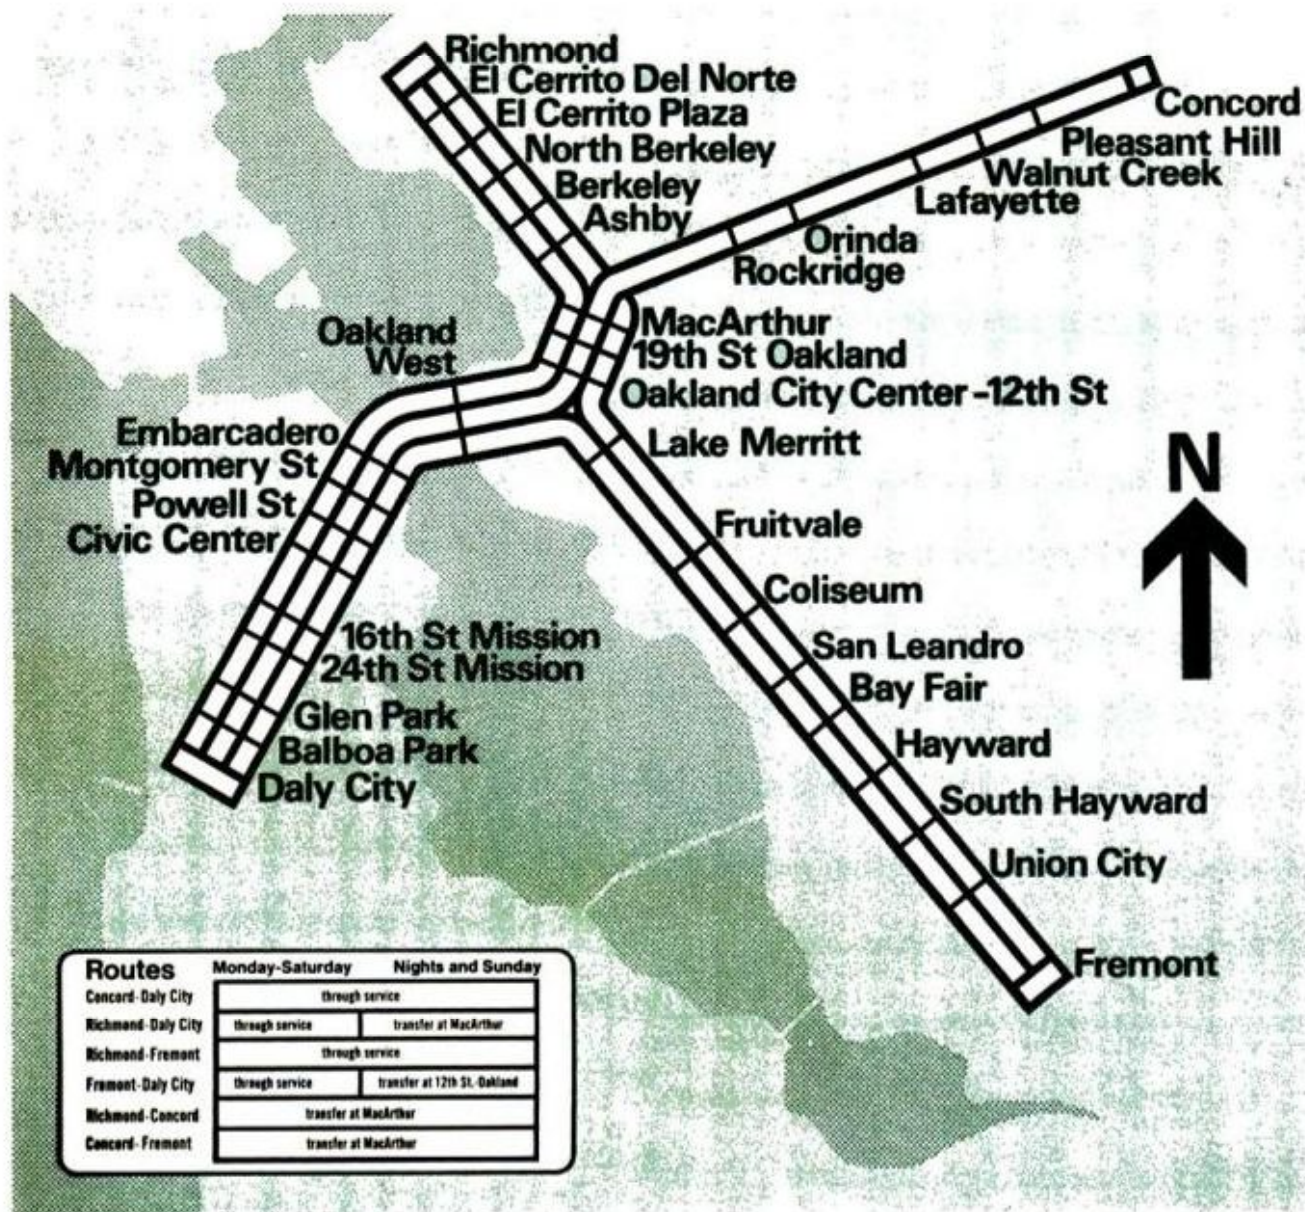 Richmond
El Cerrito Del Norte
El Cerrito Plaza
North Berkeley
Berkeley
Ashby
Concord
Pleasant Hill
Walnut Creek
Lafayette
Orinda
Rockridge
MacArthur
19th St Oakland
Oakland City Center-12th St
Oakland
West
Embarcadero
Montgomery St
Powell St
Civic Center
16th St Mission
24th St Mission
Glen Park
Balboa Park
Daly City
Lake Merritt
Fruitvale
Coliseum
San Leandro
Bay Fair
Hayward
South Hayward
Union City
Fremont
N
Routes Monday-Saturday Nights and Sunday
Concord-Daly City through service
Richmond-Daly City through service transfer at MacArthur
Richmond-Fremont through service
Fremont-Daly City through service transfer at 12th St.-Oakland
Richmond-Concord transfer at MacArthur
Concord-Fremont transfer at MacArthur